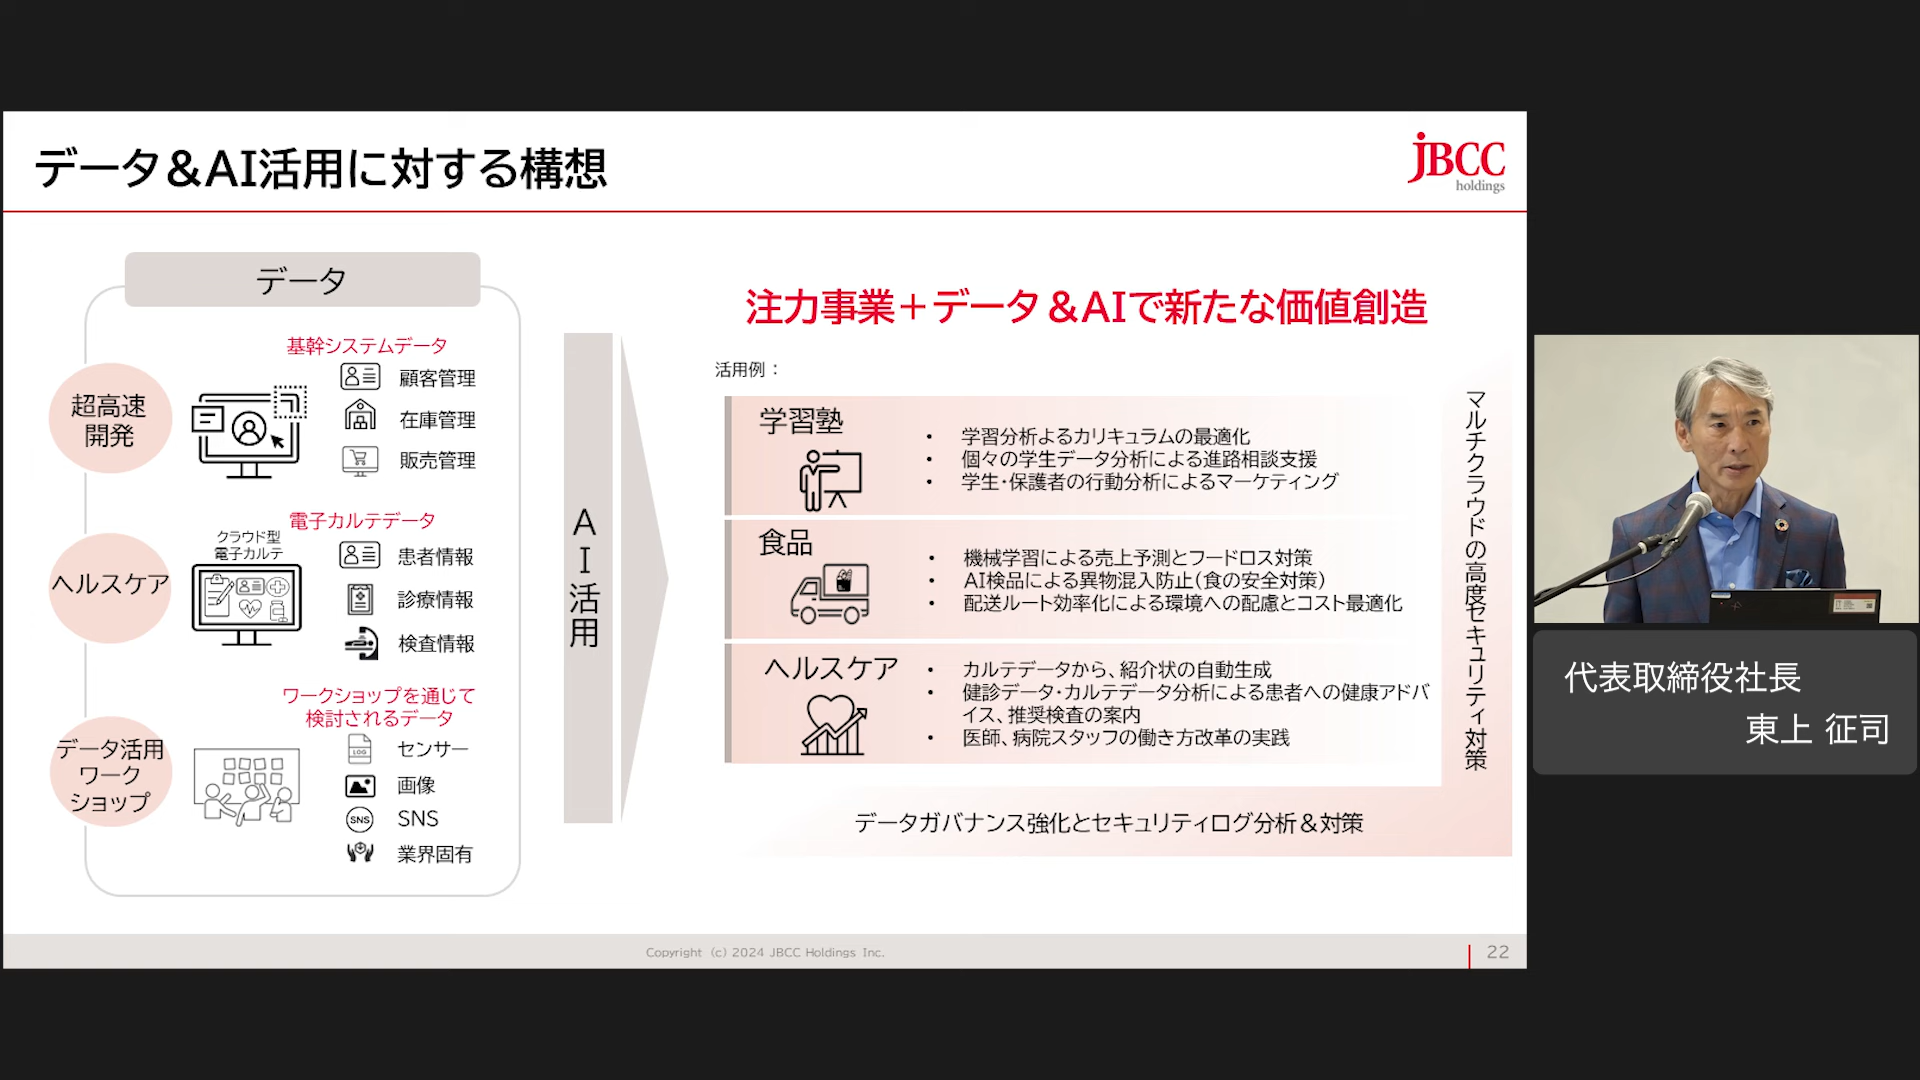 データ＆AI活用に対する構想
JBCC
holdings
データ
超高速
開発
基幹システムデータ
顧客管理
在庫管理
販売管理
ヘルスケア
クラウド型
電子カルテ
電子カルテデータ
患者情報
診療情報
検査情報
データ活用
ワーク
ショップ
ワークショップを通じて
検討されるデータ
LOG
センサー
画像
SNS
SNS
業界固有
AI活用
注力事業＋データ＆AIで新たな価値創造
活用例：
学習塾
• 学習分析よるカリキュラムの最適化
• 個々の学生データ分析による進路相談支援
• 学生・保護者の行動分析によるマーケティング
食品
• 機械学習による売上予測とフードロス対策
• AI検品による異物混入防止（食の安全対策）
• 配送ルート効率化による環境への配慮とコスト最適化
ヘルスケア
• カルテデータから、紹介状の自動生成
• 健診データ・カルテデータ分析による患者への健康アドバ
イス、推奨検査の案内
• 医師、病院スタッフの働き方改革の実践
マルチクラウドの高度セキュリティ対策
データガバナンス強化とセキュリティログ分析＆対策
Copyright (c) 2024 JBCC Holdings Inc.
22
代表取締役社長
東上 征司